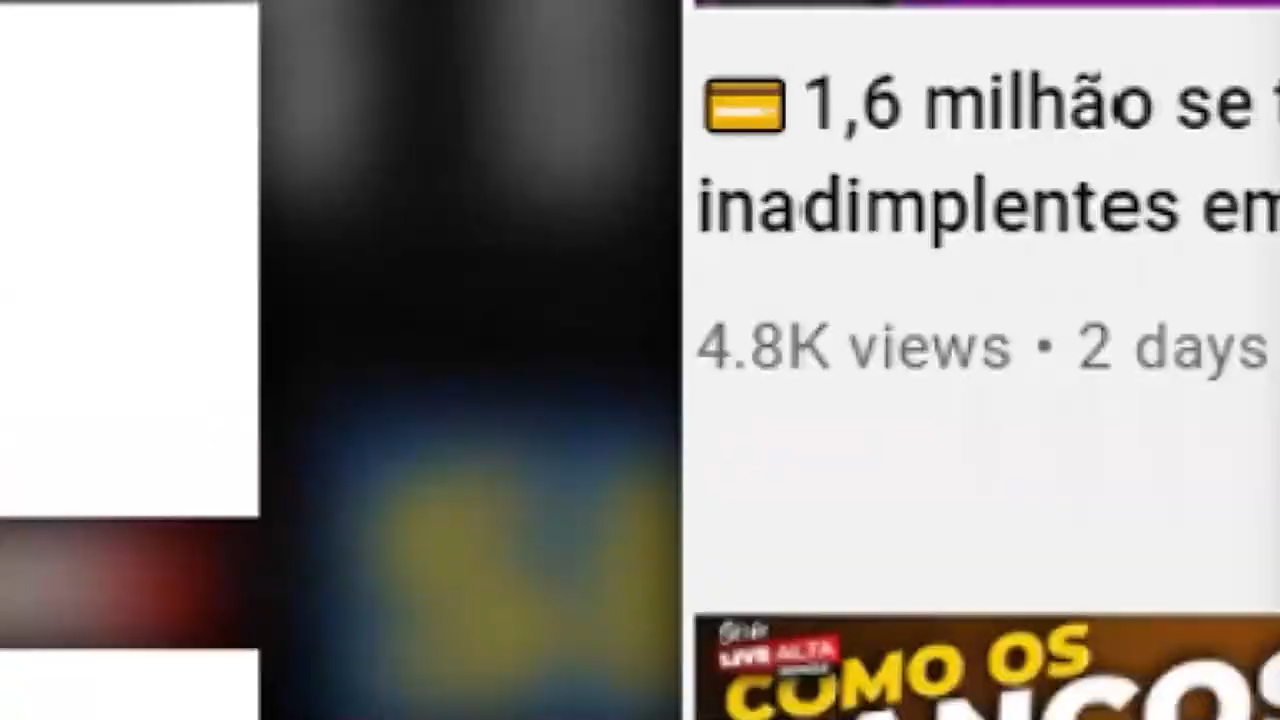 1,6 milhão se
inadimplentes em
4.8K views • 2 days
LIVE ALTA
COMO OS